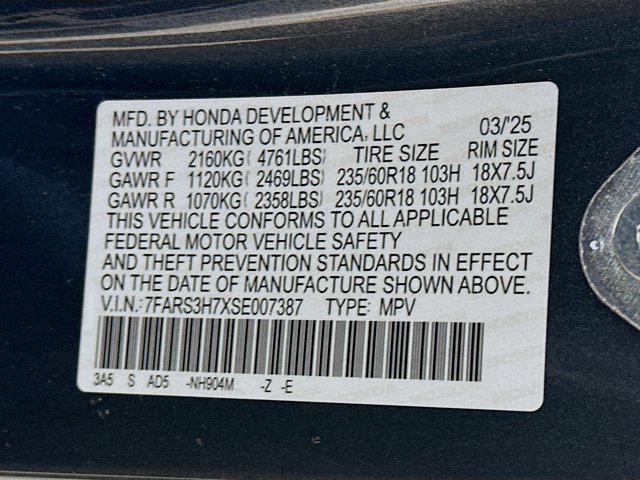 MFD. BY HONDA DEVELOPMENT &
MANUFACTURING OF AMERICA, LLC 03/'25
GVWR 2160KG( 4761LBS) TIRE SIZE RIM SIZE
GAWR F 1120KG( 2469LBS) 235/60R18 103H 18X7.5J
GAWR R 1070KG( 2358LBS) 235/60R18 103H 18X7.5J
THIS VEHICLE CONFORMS TO ALL APPLICABLE
FEDERAL MOTOR VEHICLE SAFETY
AND THEFT PREVENTION STANDARDS IN EFFECT
ON THE DATE OF MANUFACTURE SHOWN ABOVE.
V.I.N.:7FARS3H7XSE007387 TYPE: MPV
3A5 S AD5 -NH904M -Z -E